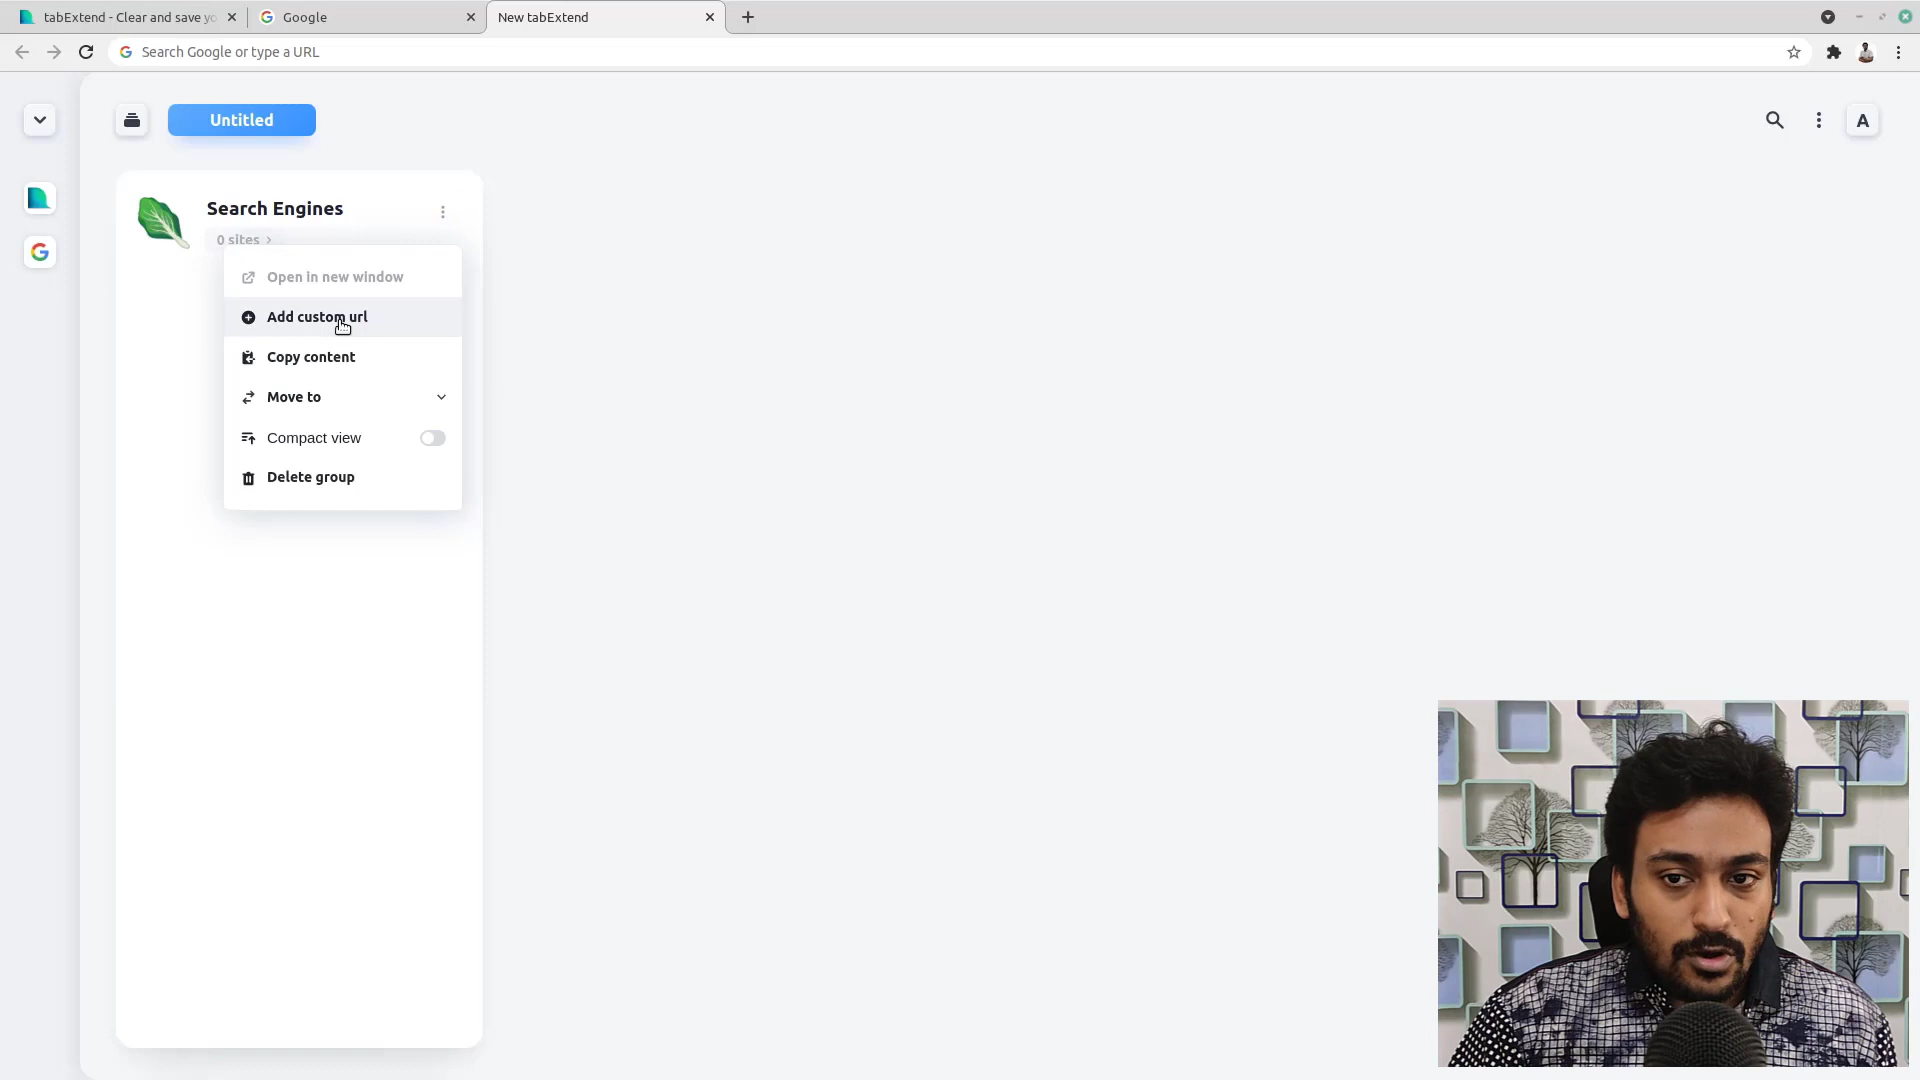 tabExtend - Clear and save yo
Google
New tabExtend
Search Google or type a URL
Untitled
A
Search Engines
0 sites >
Open in new window
Add custom url
Copy content
Move to
Compact view
Delete group